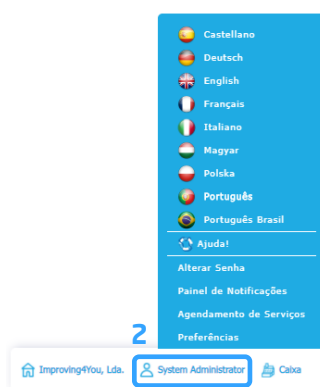 Castellano
Deutsch
English
Français
Italiano
Magyar
Polska
Português
Português Brasil
Ajuda!
Alterar Senha
Painel de Notificações
Agendamento de Serviços
Preferências
2
Improving4You, Lda. System Administrator Caixa